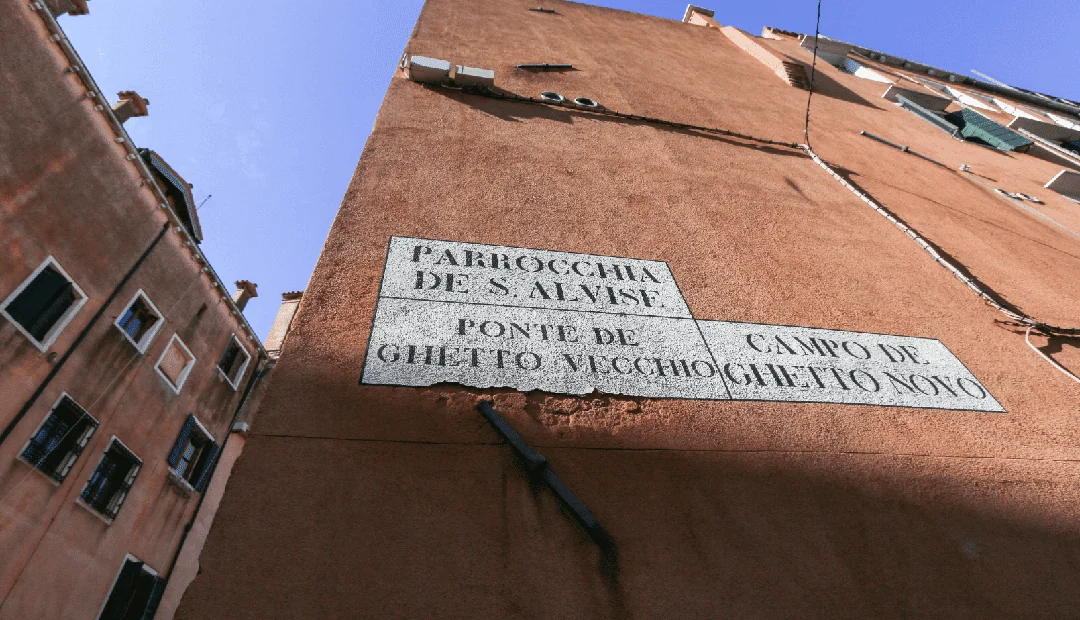 PARROCCHIA
DE S. ALVISE
PONTE DE
GHETTO VECCHIO
CAMPO DE
GHETTO NOVO